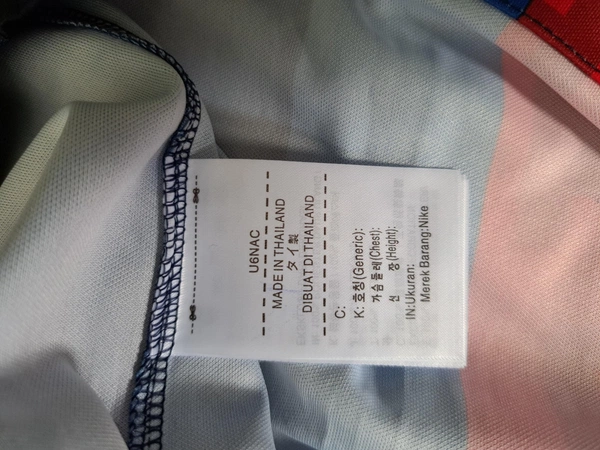 U6NAC
MADE IN THAILAND
タイ製
DIBUAT DI THAILAND
C:
K: 호칭(Generic):
가슴둘레(Chest):
신 장(Height):
IN:Ukuran:
Merek Barang:Nike